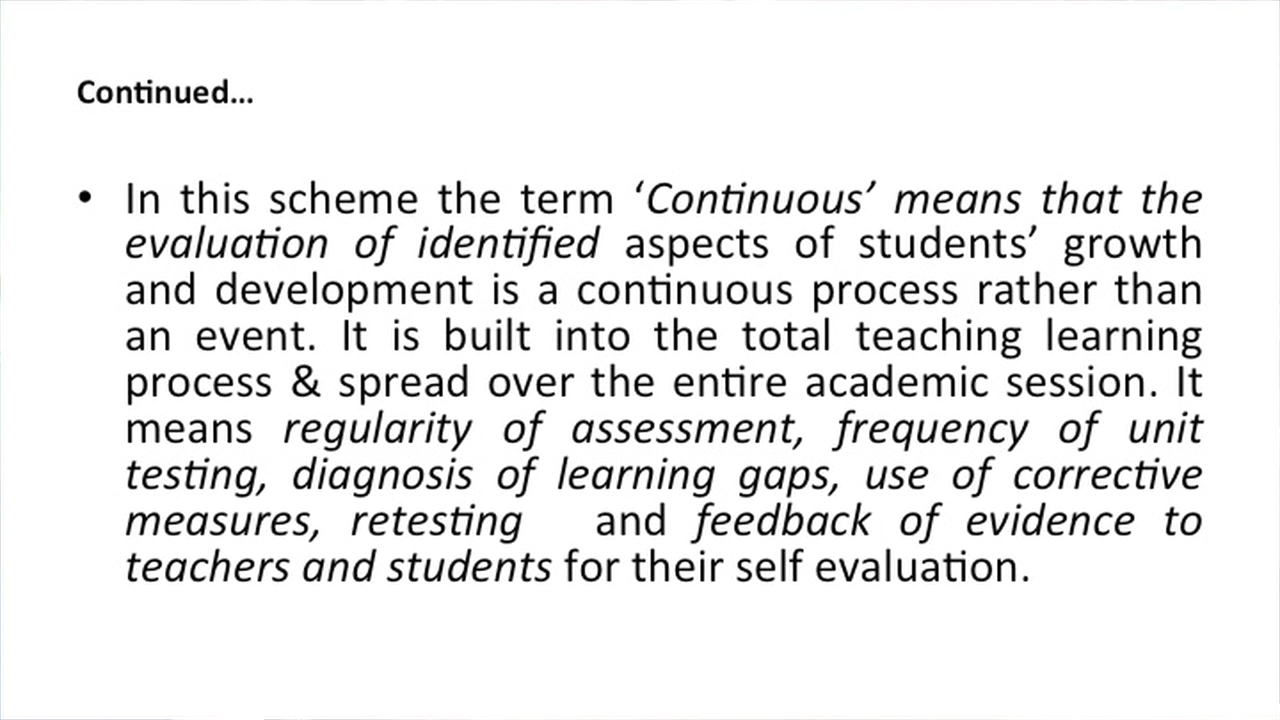 Continued...
• In this scheme the term ‘Continuous’ means that the
evaluation of identified aspects of students’ growth
and development is a continuous process rather than
an event. It is built into the total teaching learning
process & spread over the entire academic session. It
means regularity of assessment, frequency of unit
testing, diagnosis of learning gaps, use of corrective
measures, retesting and feedback of evidence to
teachers and students for their self evaluation.